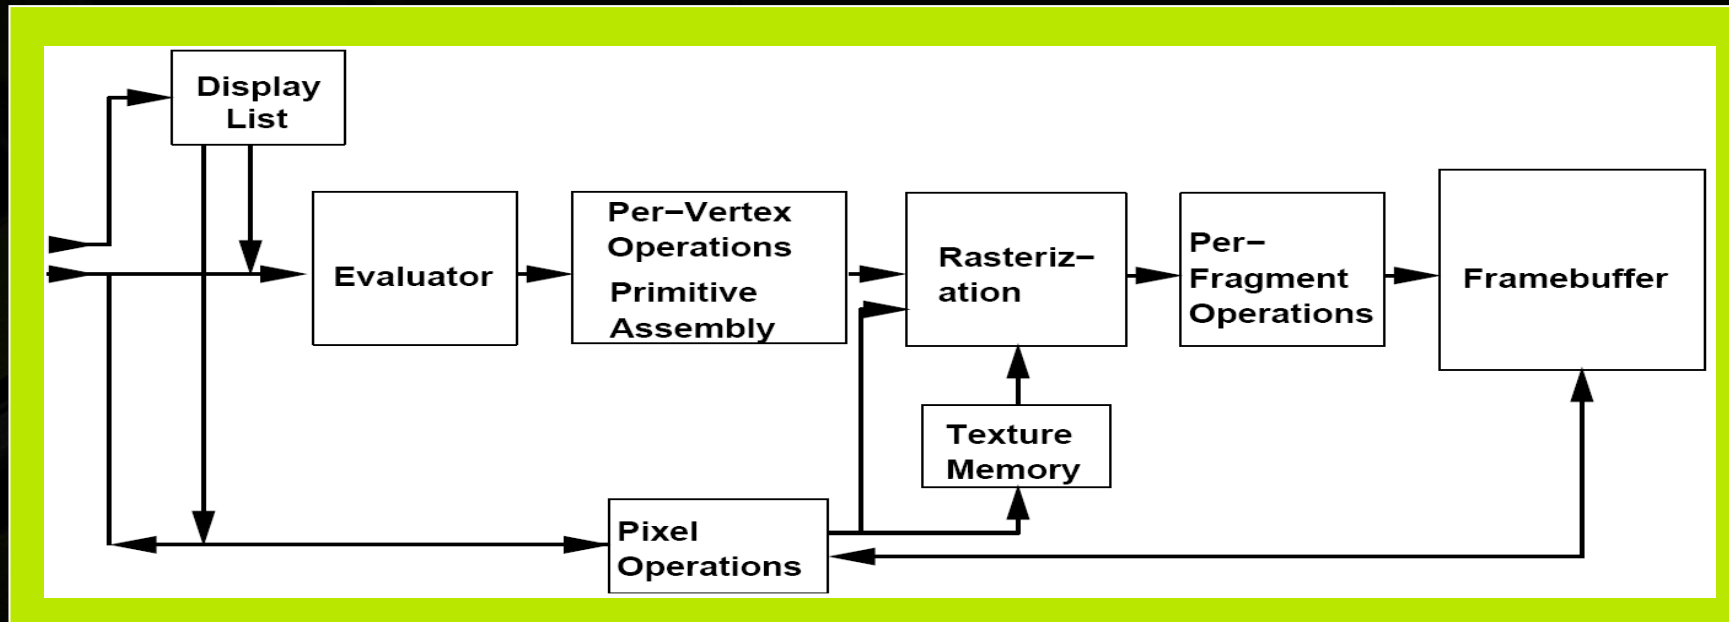 Display
List
Evaluator
Per−Vertex
Operations
Primitive
Assembly
Rasteriz−
ation
Per−
Fragment
Operations
Framebuffer
Texture
Memory
Pixel
Operations